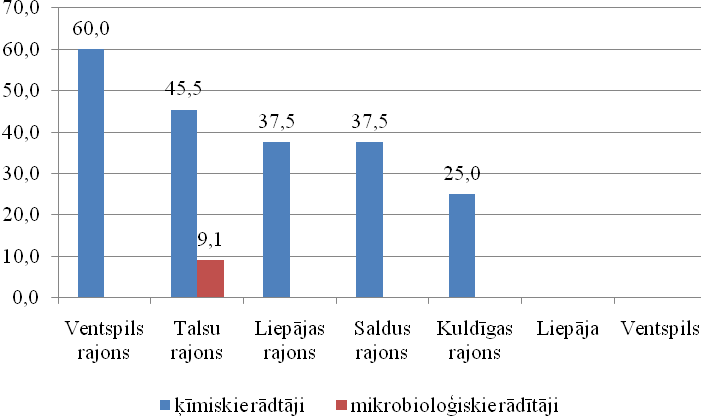 70,0
60,0
50,0
40,0
30,0
20,0
10,0
0,0
60,0
45,5
9,1
37,5
37,5
25,0
Ventspils
rajons
Talsu
rajons
Liepājas
rajons
Saldus
rajons
Kuldīgas
rajons
Liepāja
Ventspils
ķīmiskierādtāji
mikrobioloģiskierādītāji